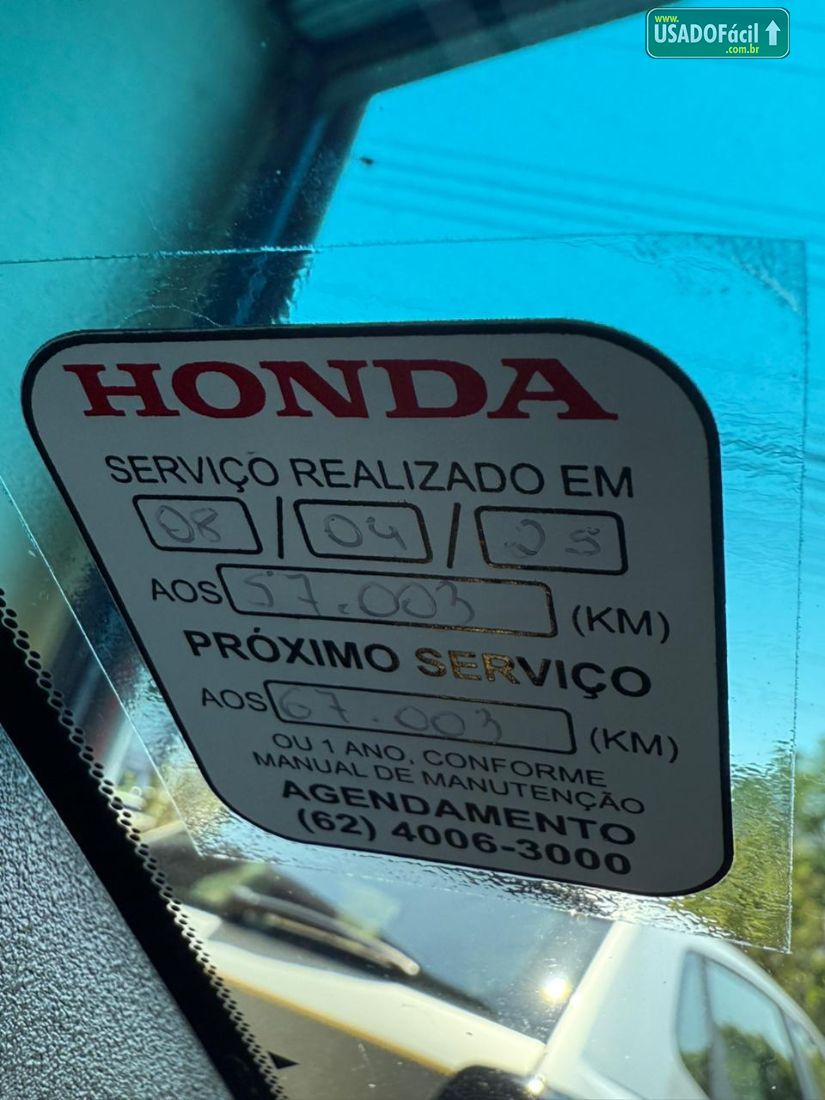 www.
USADOFácil
.com.br
HONDA
SERVIÇO REALIZADO EM
08 / 04 / 25
AOS 57.003 (KM)
PRÓXIMO SERVIÇO
AOS 67.003 (KM)
OU 1 ANO, CONFORME
MANUAL DE MANUTENÇÃO
AGENDAMENTO
(62) 4006-3000